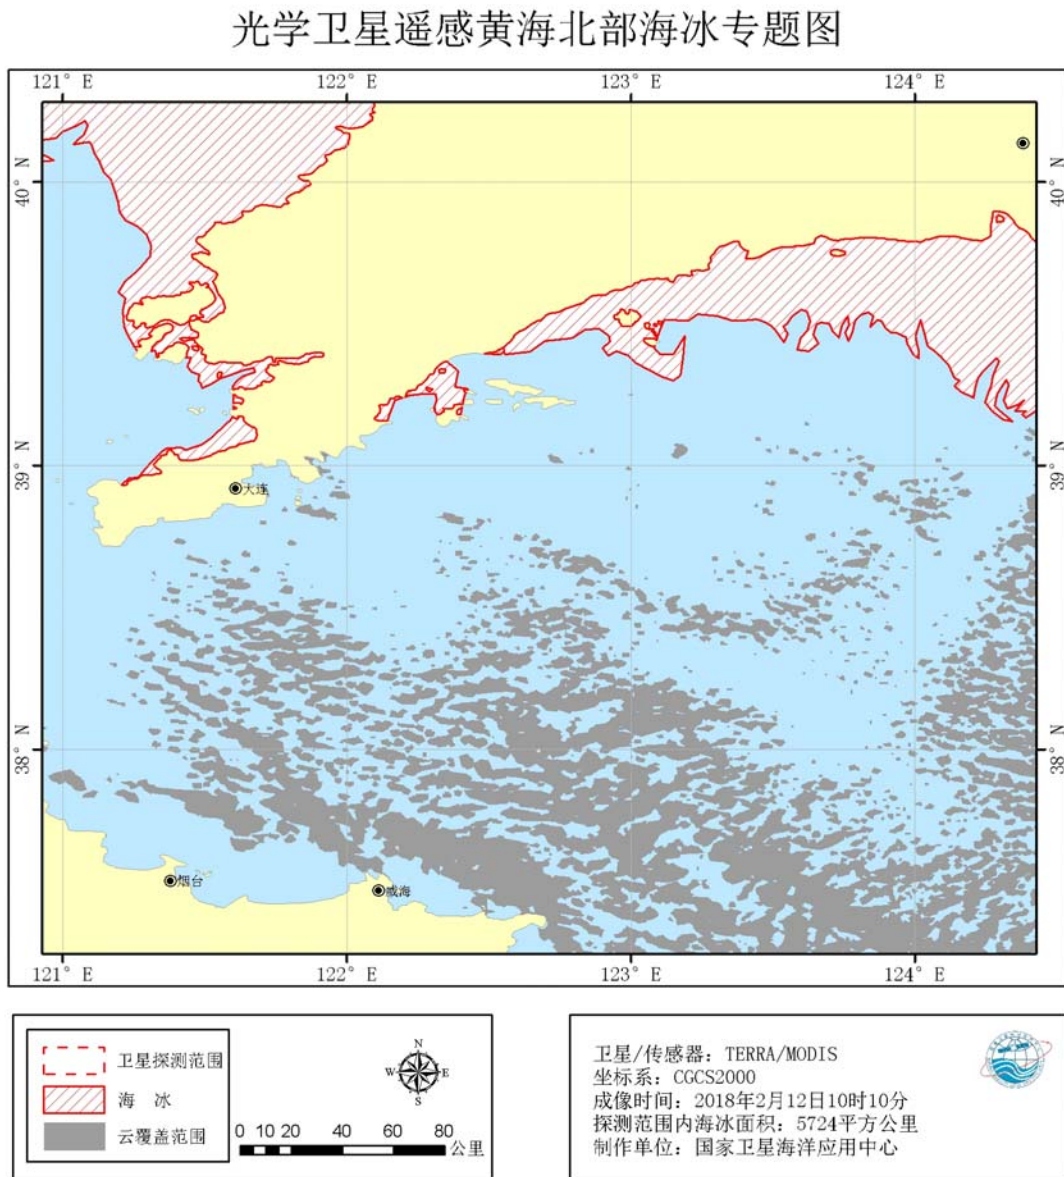 光学卫星遥感黄海北部海冰专题图
121° E 122° E 123° E 124° E
40° N 40° N
39° N 39° N
大连
38° N 38° N
烟台
威海
121° E 122° E 123° E 124° E
卫星探测范围
海 冰
云覆盖范围
N
W E
S
0 10 20 40 60 80 公里
卫星/传感器：TERRA/MODIS
坐标系：CGCS2000
成像时间：2018年2月12日10时10分
探测范围内海冰面积：5724平方公里
制作单位：国家卫星海洋应用中心